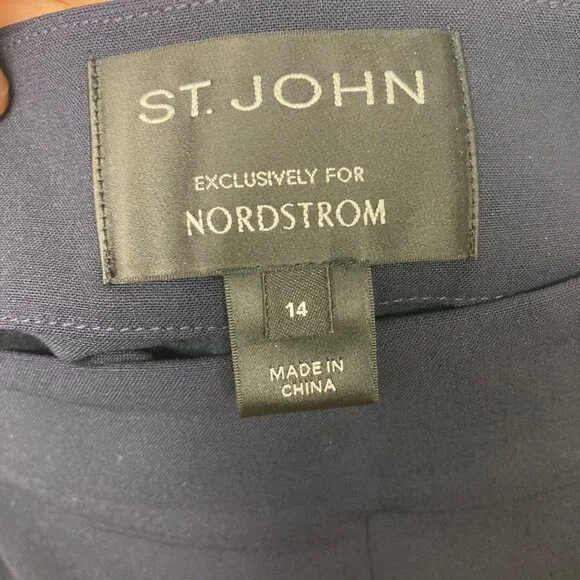 ST. JOHN
EXCLUSIVELY FOR
NORDSTROM
14
MADE IN
CHINA